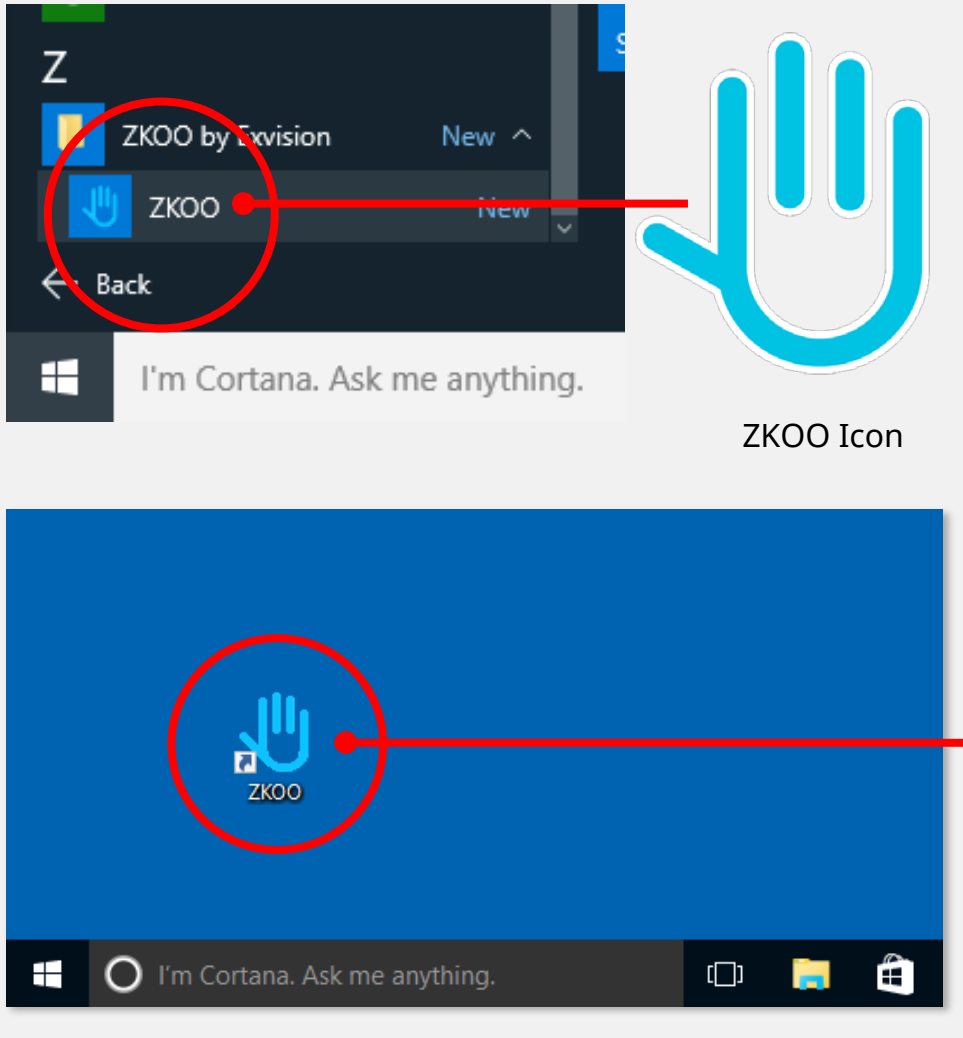 Z
ZKOO by Exvision New
ZKOO New
Back
I'm Cortana. Ask me anything.
ZKOO Icon
ZKOO
I'm Cortana. Ask me anything.